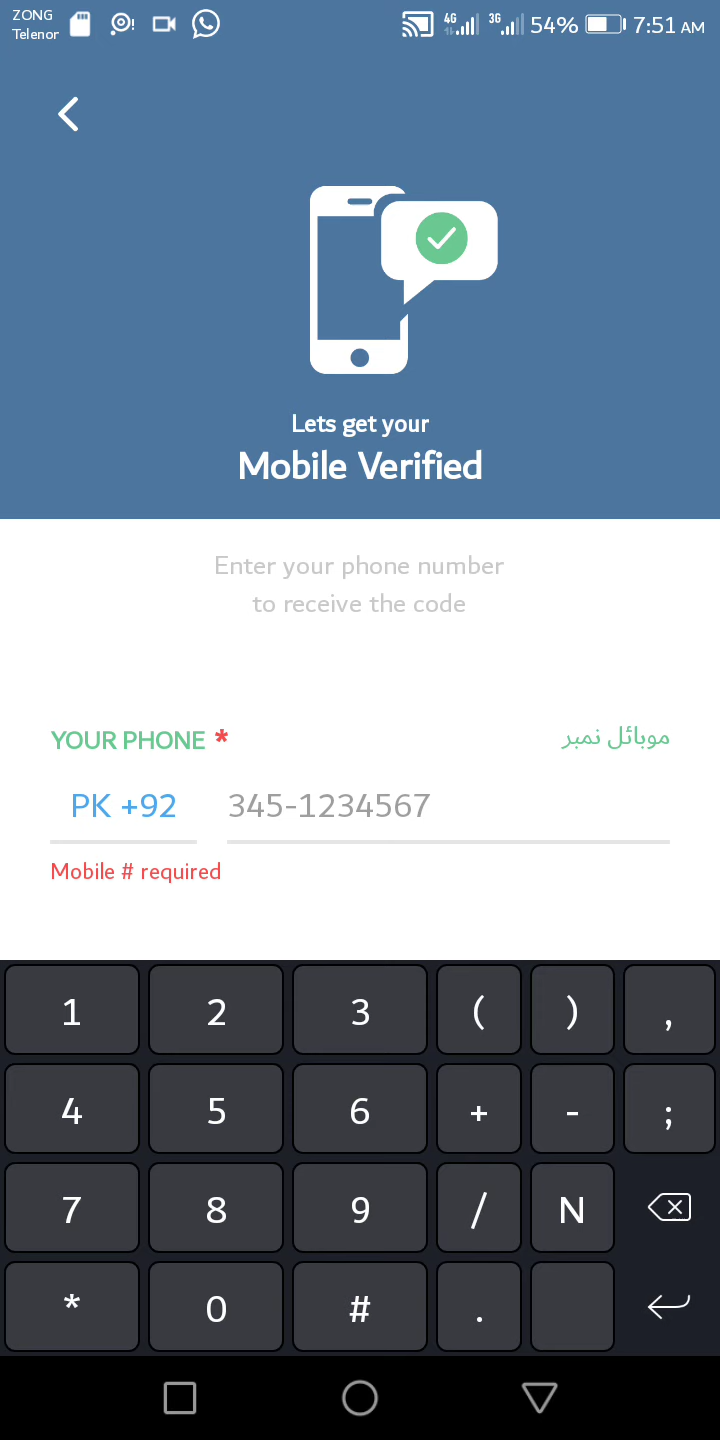 ZONG
Telenor
4G
3G
54%
7:51 AM
Lets get your
Mobile Verified
Enter your phone number
to receive the code
YOUR PHONE *
موبائل نمبر
PK +92
345-1234567
Mobile # required
1 2 3 ( ) ,
4 5 6 + - ;
7 8 9 / N
* 0 # .